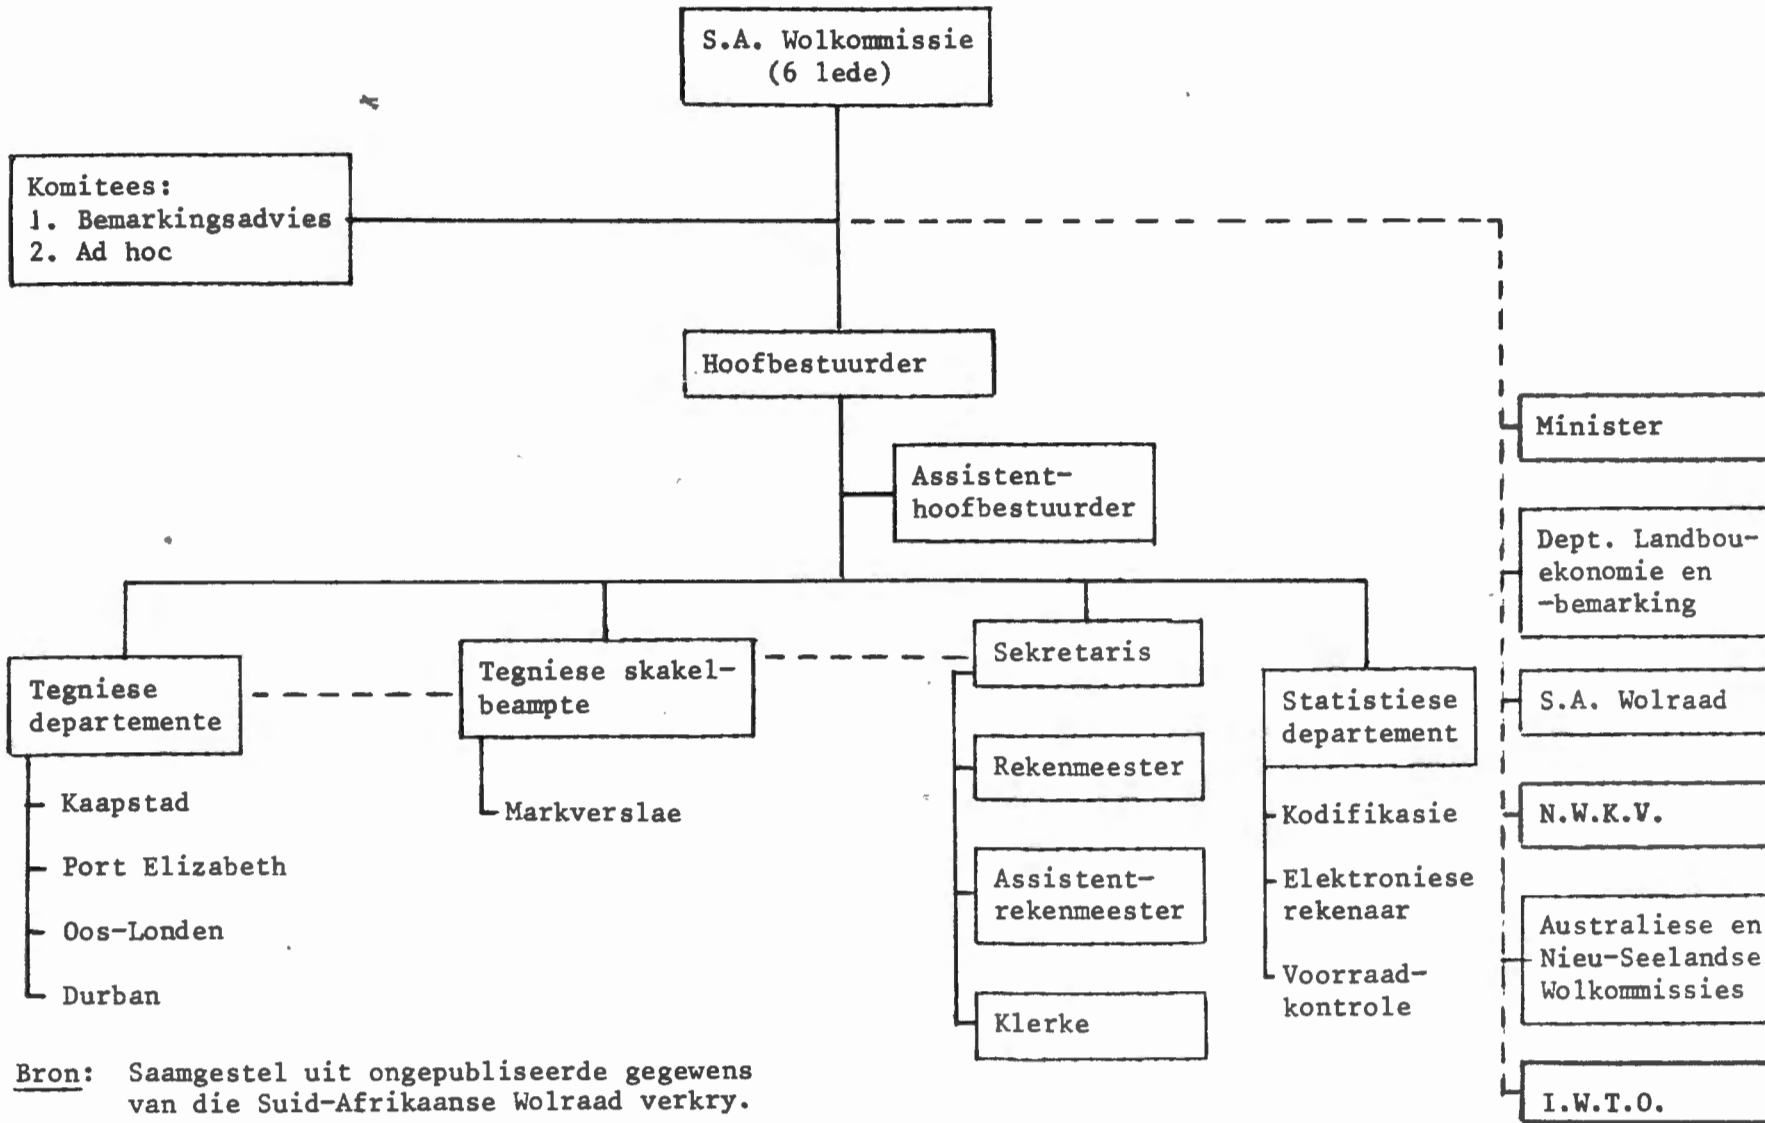 S.A. Wolkommissie
(6 lede)
Komitees:
1. Bemarkingsadvies
2. Ad hoc
Hoofbestuurder
Assistent-
hoofbestuurder
Tegniese
departemente
Kaapstad
Port Elizabeth
Oos-Londen
Durban
Tegniese skakel-
beampte
Markverslae
Sekretaris
Rekenmeester
Assistent-
rekenmeester
Klerke
Statistiese
departement
Kodifikasie
Elektroniese
rekenaar
Voorraad-
kontrole
Minister
Dept. Landbou-
ekonomie en
-bemarking
S.A. Wolraad
N.W.K.V.
Australiese en
Nieu-Seelandse
Wolkommissies
I.W.T.O.
Bron: Saamgestel uit ongepubliseerde gegewens
van die Suid-Afrikaanse Wolraad verkry.